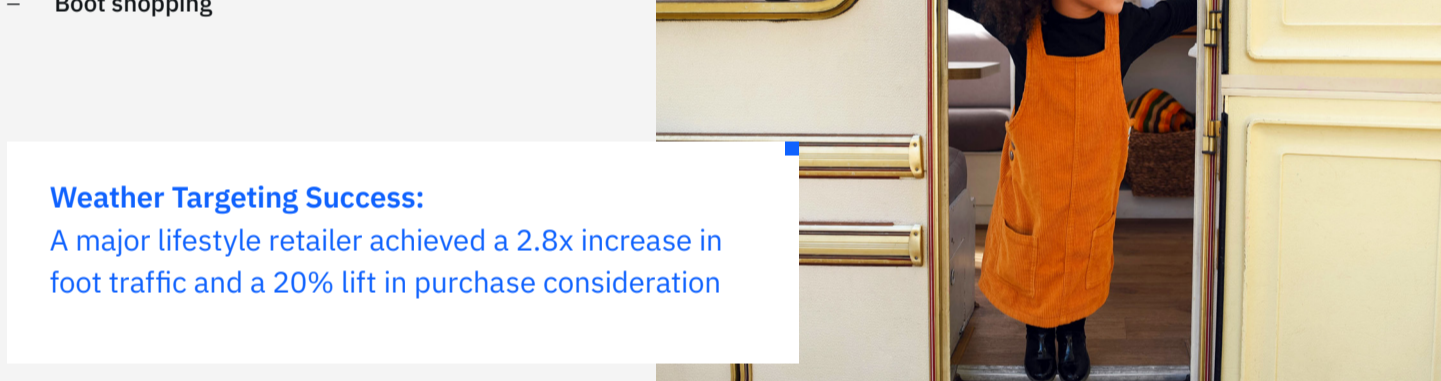 – Boot shopping
Weather Targeting Success:
A major lifestyle retailer achieved a 2.8x increase in
foot traffic and a 20% lift in purchase consideration